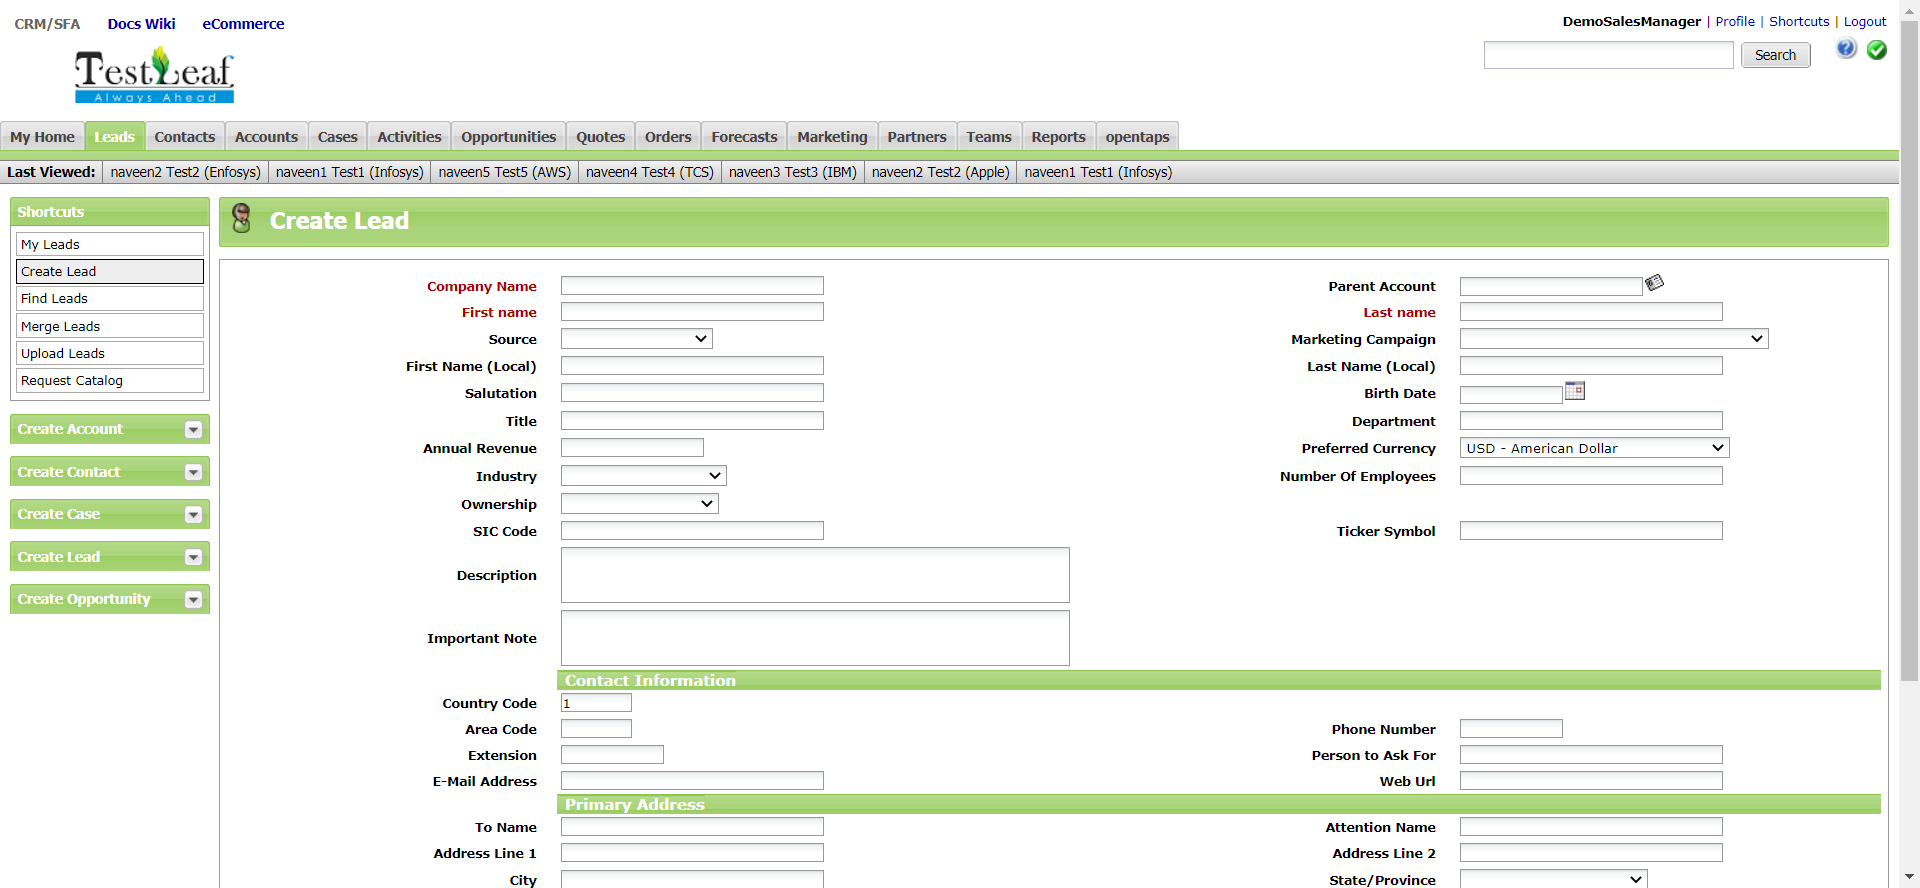 CRM/SFA Docs Wiki eCommerce
DemoSalesManager | Profile | Shortcuts | Logout
TestLeaf
Always Ahead
Search
My Home Leads Contacts Accounts Cases Activities Opportunities Quotes Orders Forecasts Marketing Partners Teams Reports opentaps
Last Viewed: naveen2 Test2 (Enfosys) naveen1 Test1 (Infosys) naveen5 Test5 (AWS) naveen4 Test4 (TCS) naveen3 Test3 (IBM) naveen2 Test2 (Apple) naveen1 Test1 (Infosys)
Shortcuts
My Leads
Create Lead
Find Leads
Merge Leads
Upload Leads
Request Catalog
Create Account
Create Contact
Create Case
Create Lead
Create Opportunity
Create Lead
Company Name Parent Account
First name Last name
Source Marketing Campaign
First Name (Local) Last Name (Local)
Salutation Birth Date
Title Department
Annual Revenue Preferred Currency USD - American Dollar
Industry Number Of Employees
Ownership
SIC Code Ticker Symbol
Description
Important Note
Contact Information
Country Code 1
Area Code Phone Number
Extension Person to Ask For
E-Mail Address Web Url
Primary Address
To Name Attention Name
Address Line 1 Address Line 2
City State/Province